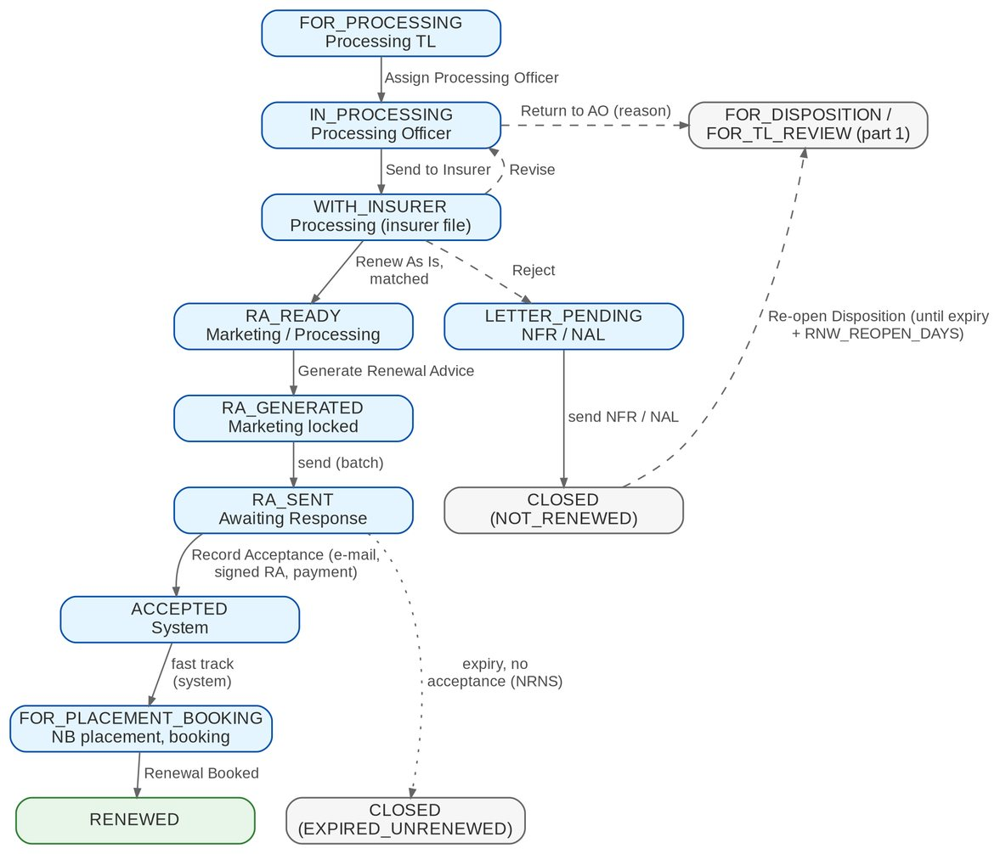 FOR_PROCESSING
Processing TL
Assign Processing Officer
IN_PROCESSING
Processing Officer
Return to AO (reason)
FOR_DISPOSITION /
FOR_TL_REVIEW (part 1)
Send to Insurer
Revise
WITH_INSURER
Processing (insurer file)
Renew As Is,
matched
Reject
RA_READY
Marketing / Processing
LETTER_PENDING
NFR / NAL
Re-open Disposition (until expiry
+ RNW_REOPEN_DAYS)
Generate Renewal Advice
RA_GENERATED
Marketing locked
send NFR / NAL
send (batch)
RA_SENT
Awaiting Response
CLOSED
(NOT_RENEWED)
Record Acceptance (e-mail,
signed RA, payment)
ACCEPTED
System
fast track
(system)
expiry, no
acceptance (NRNS)
FOR_PLACEMENT_BOOKING
NB placement, booking
Renewal Booked
RENEWED
CLOSED
(EXPIRED_UNRENEWED)